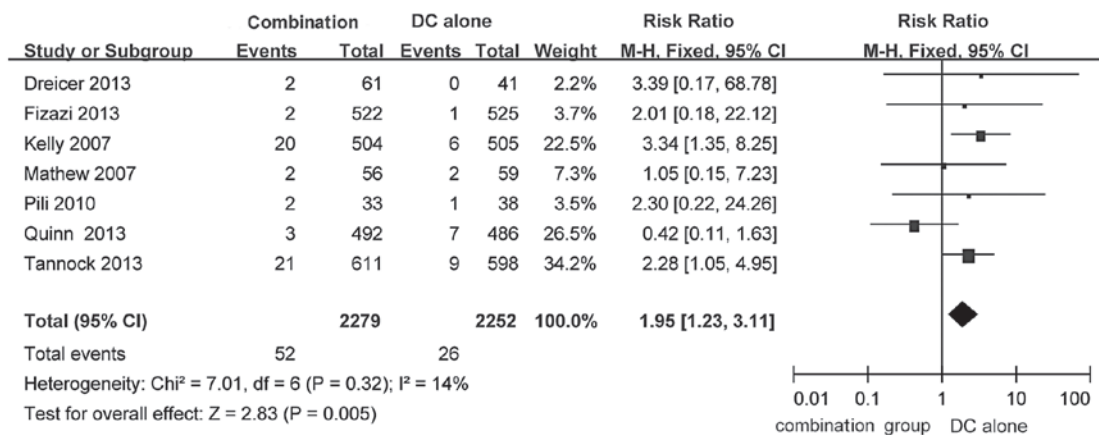 Combination DC alone Risk Ratio Risk Ratio
Study or Subgroup Events Total Events Total Weight M-H, Fixed, 95% CI M-H, Fixed, 95% CI
Dreicer 2013 2 61 0 41 2.2% 3.39 [0.17, 68.78]
Fizazi 2013 2 522 1 525 3.7% 2.01 [0.18, 22.12]
Kelly 2007 20 504 6 505 22.5% 3.34 [1.35, 8.25]
Mathew 2007 2 56 2 59 7.3% 1.05 [0.15, 7.23]
Pili 2010 2 33 1 38 3.5% 2.30 [0.22, 24.26]
Quinn 2013 3 492 7 486 26.5% 0.42 [0.11, 1.63]
Tannock 2013 21 611 9 598 34.2% 2.28 [1.05, 4.95]
Total (95% CI) 2279 2252 100.0% 1.95 [1.23, 3.11]
Total events 52 26
Heterogeneity: Chi² = 7.01, df = 6 (P = 0.32); I² = 14%
Test for overall effect: Z = 2.83 (P = 0.005)
0.01 0.1 1 10 100
combination group DC alone